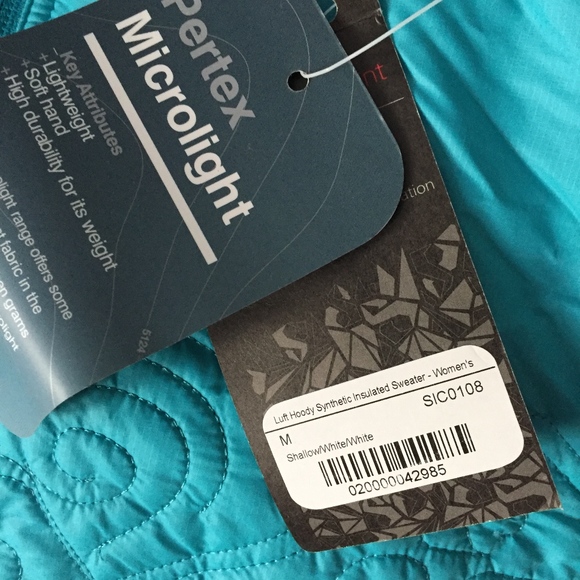 Pertex
Microlight
Key Attributes
+Lightweight
+Soft hand
+High durability for its weight
light range offers some
fabric in the
grams
6124
Luft Hoody Synthetic Insulated Sweater - Women's
SIC0108
M
Shallow/White/White
020000042985